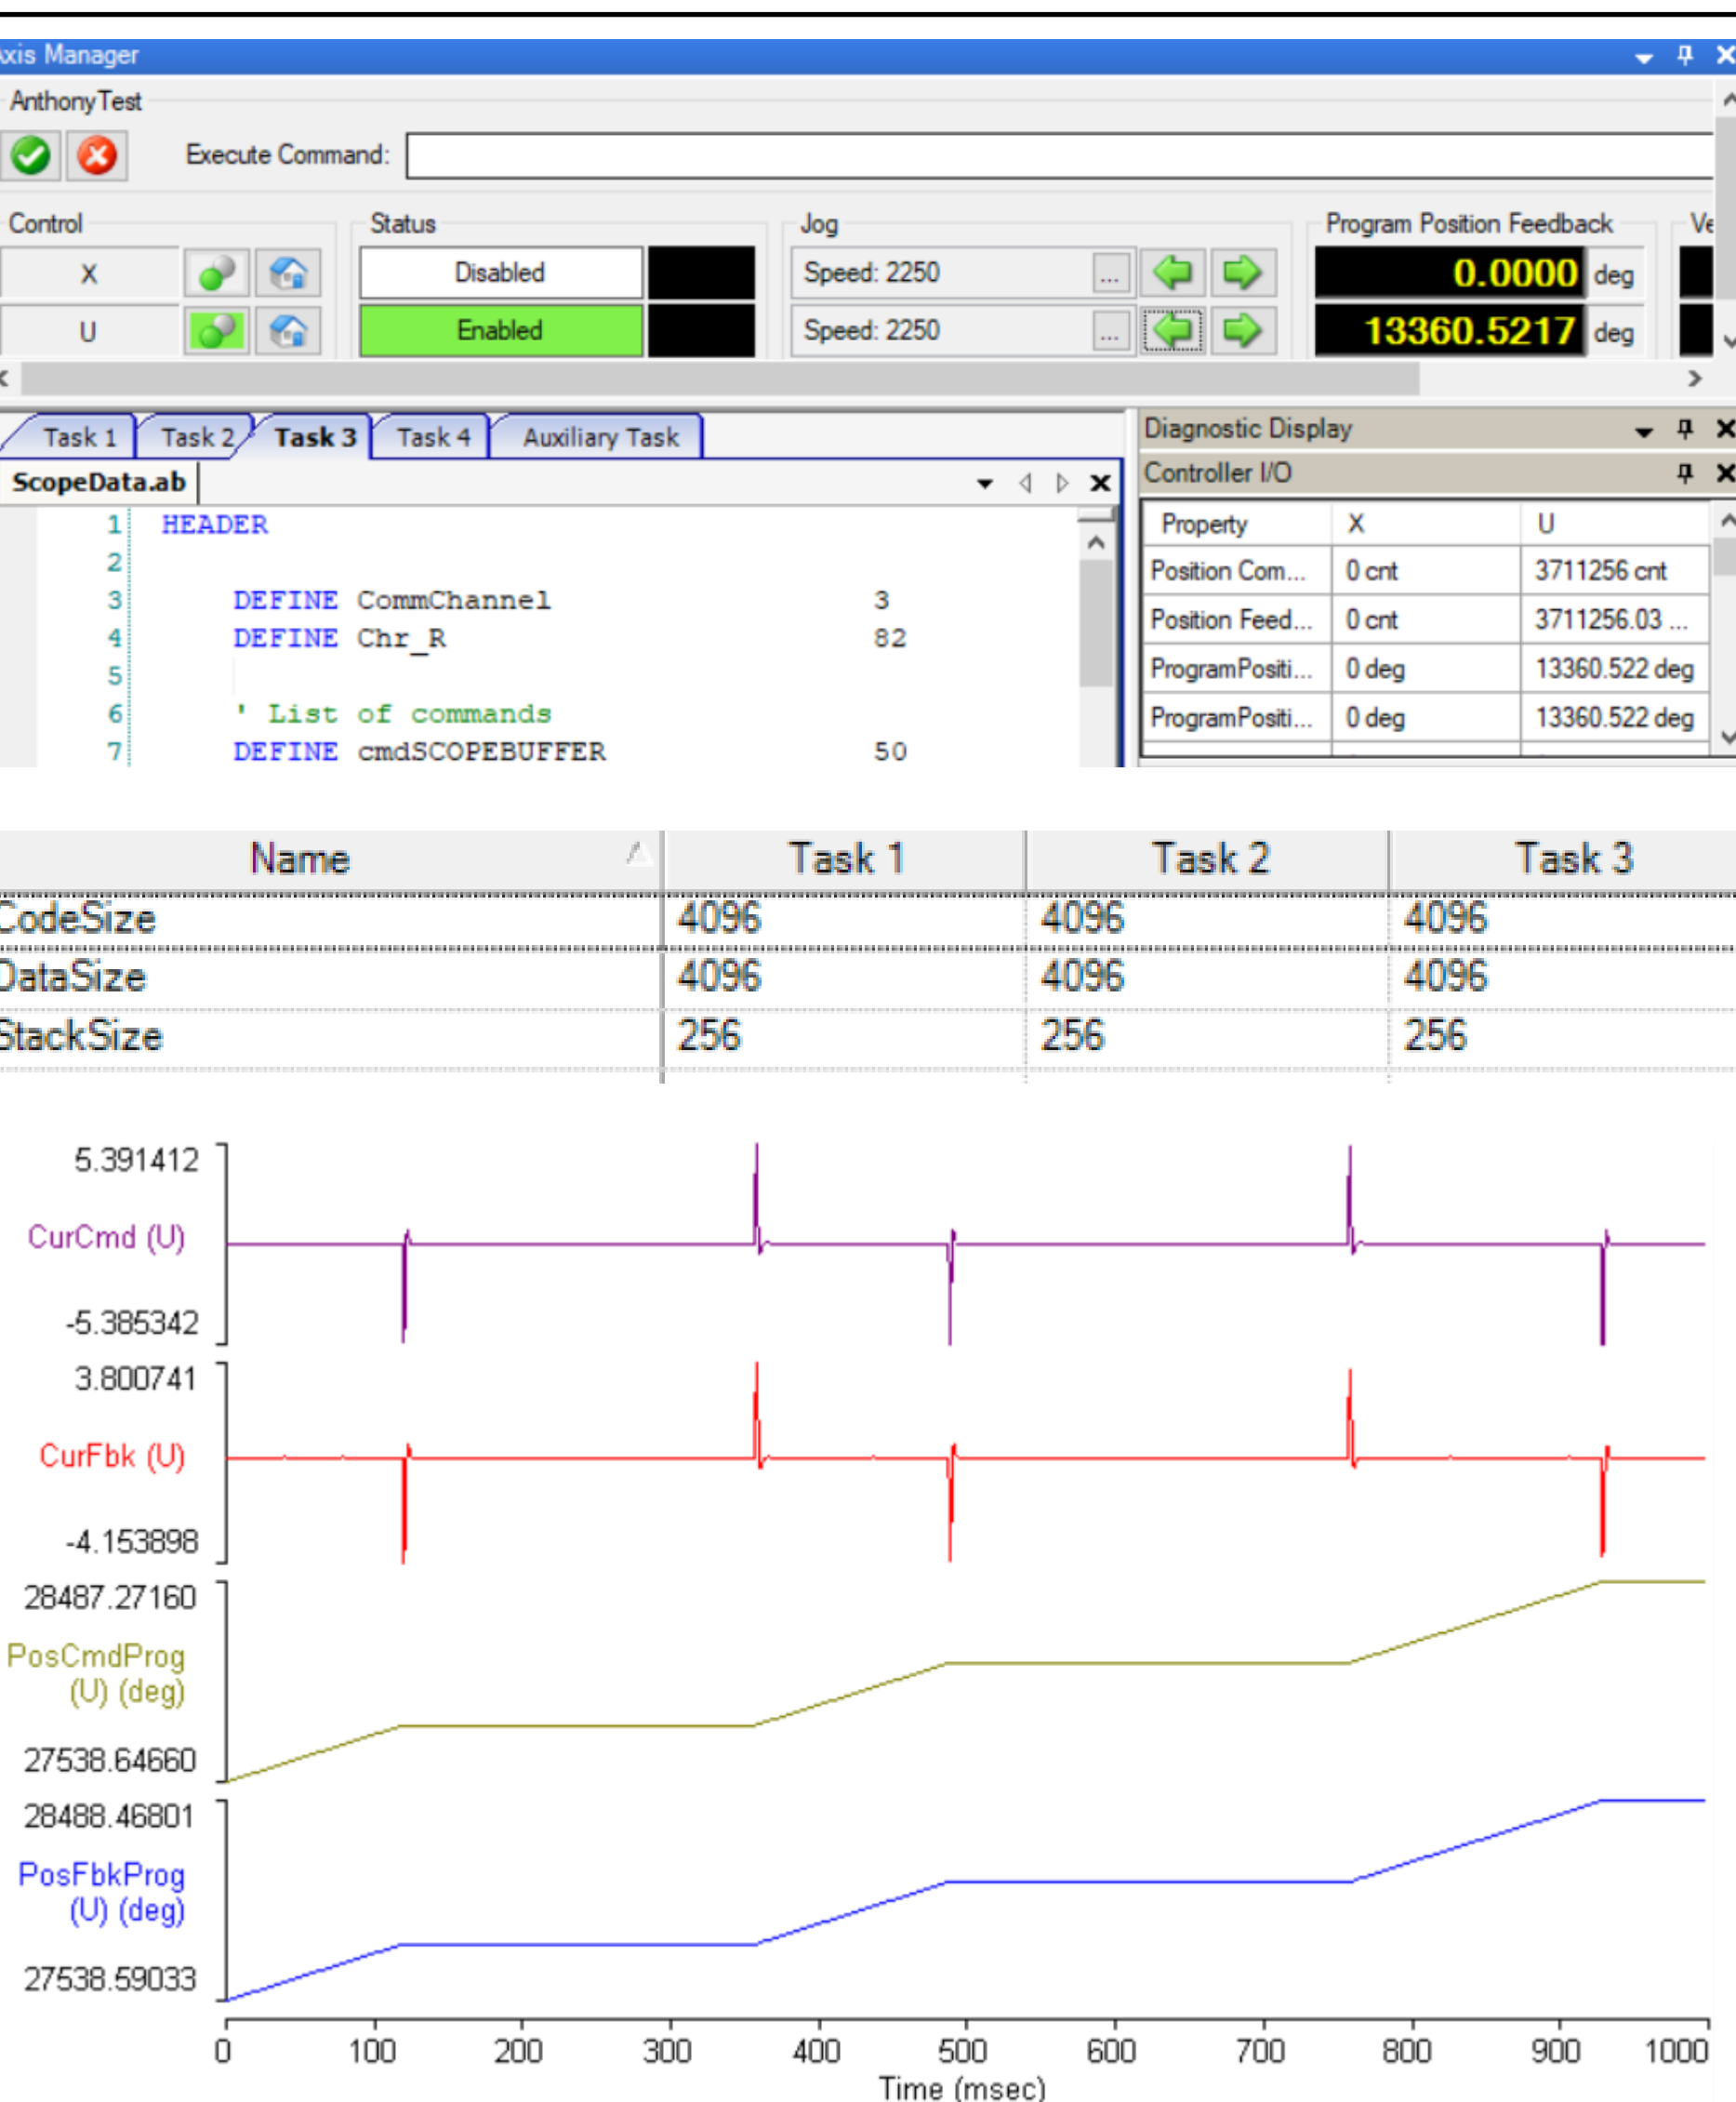 Axis Manager
AnthonyTest
Execute Command:
Control Status Jog Program Position Feedback Ve
X Disabled Speed: 2250 ... 0.0000 deg
U Enabled Speed: 2250 ... 13360.5217 deg
Task 1 Task 2 Task 3 Task 4 Auxiliary Task
ScopeData.ab
1 HEADER
2
3 DEFINE CommChannel 3
4 DEFINE Chr_R 82
5
6 ' List of commands
7 DEFINE cmdSCOPEBUFFER 50
Diagnostic Display
Controller I/O
Property X U
Position Com... 0 cnt 3711256 cnt
Position Feed... 0 cnt 3711256.03 ...
ProgramPositi... 0 deg 13360.522 deg
ProgramPositi... 0 deg 13360.522 deg
Name Task 1 Task 2 Task 3
CodeSize 4096 4096 4096
DataSize 4096 4096 4096
StackSize 256 256 256
5.391412
CurCmd (U)
-5.385342
3.800741
CurFbk (U)
-4.153898
28487.27160
PosCmdProg
(U) (deg)
27538.64660
28488.46801
PosFbkProg
(U) (deg)
27538.59033
0 100 200 300 400 500 600 700 800 900 1000
Time (msec)